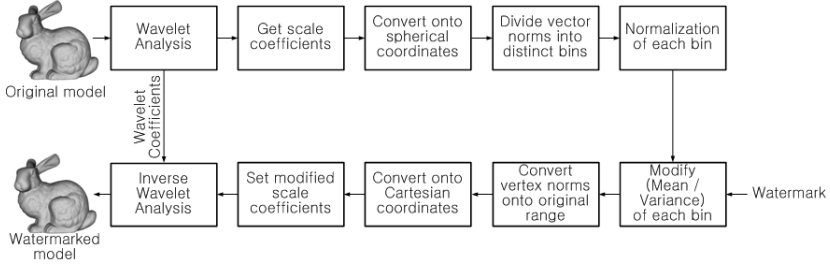 Wavelet
Analysis
Get scale
coefficients
Convert onto
spherical
coordinates
Divide vector
norms into
distinct bins
Normalization
of each bin
Original model
Wavelet
Coefficients
Inverse
Wavelet
Analysis
Set modified
scale
coefficients
Convert onto
Cartesian
coordinates
Convert
vertex norms
onto original
range
Modify
(Mean /
Variance)
of each bin
Watermark
Watermarked
model